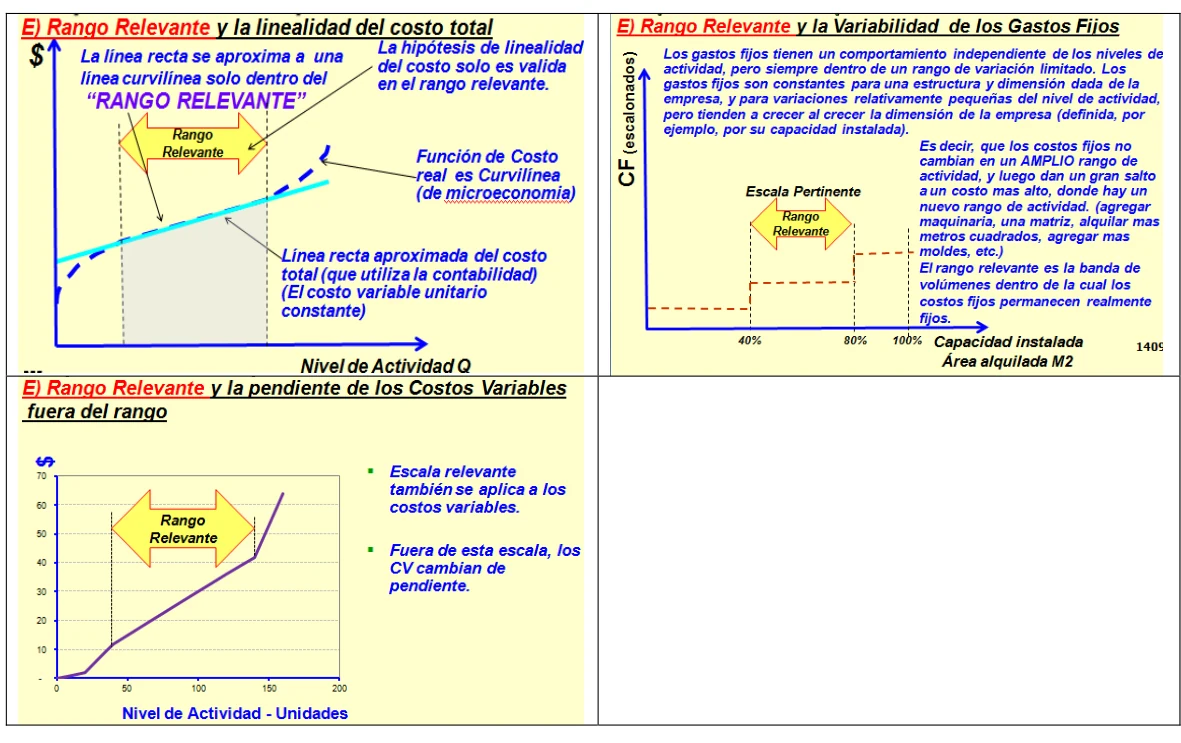 E) Rango Relevante y la linealidad del costo total
$
La línea recta se aproxima a una
línea curvilínea solo dentro del
“RANGO RELEVANTE”
La hipótesis de linealidad
del costo solo es valida
en el rango relevante.
Rango
Relevante
Función de Costo
real es Curvilínea
(de microeconomia)
Línea recta aproximada del costo
total (que utiliza la contabilidad)
(El costo variable unitario
constante)
Nivel de Actividad Q
---
E) Rango Relevante y la Variabilidad de los Gastos Fijos
CF (escalonados)
Los gastos fijos tienen un comportamiento independiente de los niveles de
actividad, pero siempre dentro de un rango de variación limitado. Los
gastos fijos son constantes para una estructura y dimensión dada de la
empresa, y para variaciones relativamente pequeñas del nivel de actividad,
pero tienden a crecer al crecer la dimensión de la empresa (definida, por
ejemplo, por su capacidad instalada).
Es decir, que los costos fijos no
cambian en un AMPLIO rango de
actividad, y luego dan un gran salto
a un costo mas alto, donde hay un
nuevo rango de actividad. (agregar
maquinaria, una matriz, alquilar mas
metros cuadrados, agregar mas
moldes, etc.)
El rango relevante es la banda de
volúmenes dentro de la cual los
costos fijos permanecen realmente
fijos.
Escala Pertinente
Rango
Relevante
40% 80% 100%
Capacidad instalada
Área alquilada M2
1409
E) Rango Relevante y la pendiente de los Costos Variables
fuera del rango
$
70
60
50
40
30
20
10
-
0 50 100 150 200
Rango
Relevante
Nivel de Actividad - Unidades
▪ Escala relevante
también se aplica a los
costos variables.
▪ Fuera de esta escala, los
CV cambian de
pendiente.